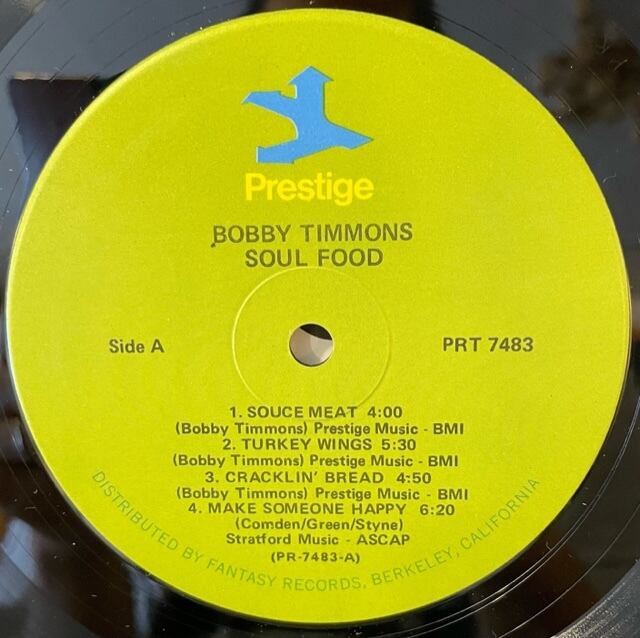 Prestige
BOBBY TIMMONS
SOUL FOOD
Side A
PRT 7483
1. SOUCE MEAT 4:00
(Bobby Timmons) Prestige Music - BMI
2. TURKEY WINGS 5:30
(Bobby Timmons) Prestige Music - BMI
3. CRACKLIN' BREAD 4:50
(Bobby Timmons) Prestige Music - BMI
4. MAKE SOMEONE HAPPY 6:20
(Comden/Green/Styne)
Stratford Music - ASCAP
(PR-7483-A)
DISTRIBUTED BY FANTASY RECORDS, BERKELEY, CALIFORNIA